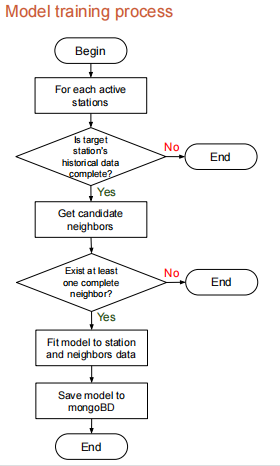 Model training process
Begin
For each active
stations
Is target
station's
historical data
complete?
No
End
Yes
Get candidate
neighbors
Exist at least
one complete
neighbor?
No
End
Yes
Fit model to station
and neighbors data
Save model to
mongoBD
End